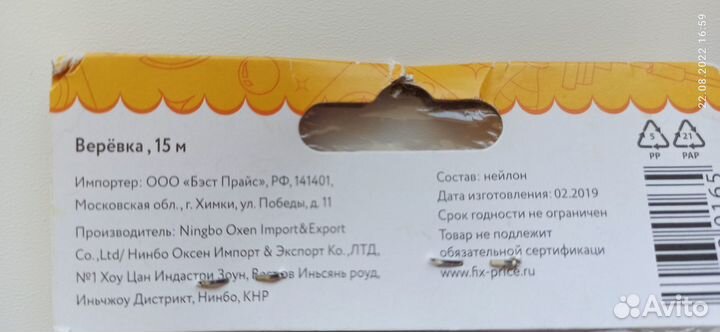 22.08.2022 16:59
Верёвка, 15 м
Импортер: ООО «Бэст Прайс», РФ, 141401,
Московская обл., г. Химки, ул. Победы, д. 11
Производитель: Ningbo Oxen Import&Export
Co.,Ltd/ Нинбо Оксен Импорт & Экспорт Ко.,ЛТД,
№1 Хоу Цан Индастри Зоун, Иньсянь роуд,
Иньчжоу Дистрикт, Нинбо, КНР
Состав: нейлон
Дата изготовления: 02.2019
Срок годности не ограничен
Товар не подлежит
обязательной сертификаци
www.fix-price.ru
5
PP
21
PAP
0165
Avito